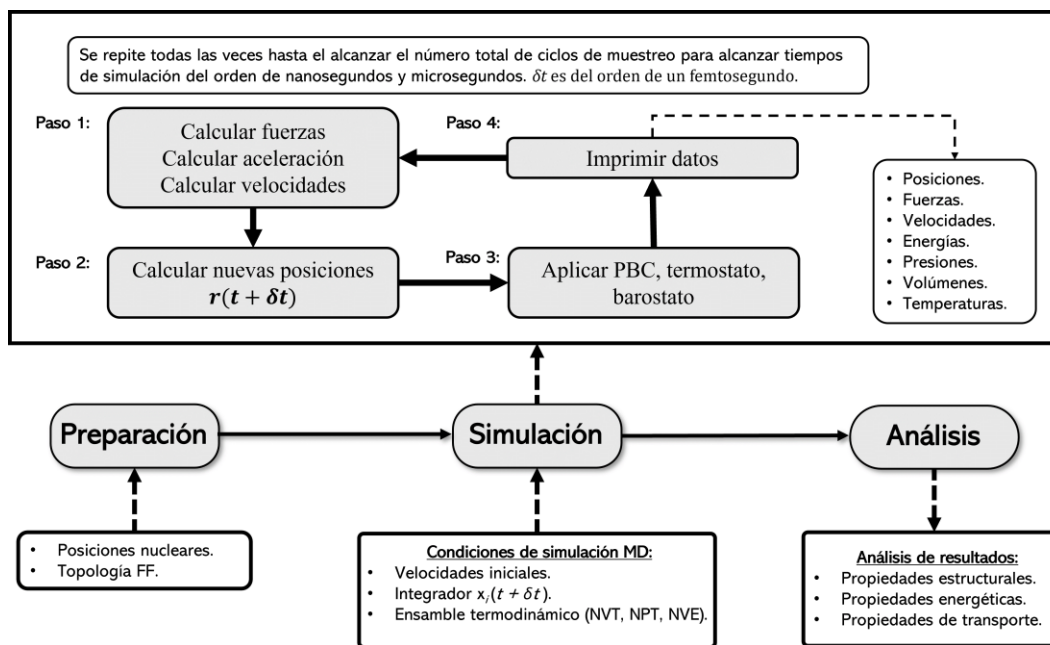 Se repite todas las veces hasta el alcanzar el número total de ciclos de muestreo para alcanzar tiempos
de simulación del orden de nanosegundos y microsegundos. δt es del orden de un femtosegundo.
Paso 1:
Calcular fuerzas
Calcular aceleración
Calcular velocidades
Paso 4:
Imprimir datos
• Posiciones.
• Fuerzas.
• Velocidades.
• Energías.
• Presiones.
• Volúmenes.
• Temperaturas.
Paso 2:
Calcular nuevas posiciones
r(t + δt)
Paso 3:
Aplicar PBC, termostato,
barostato
Preparación
Simulación
Análisis
• Posiciones nucleares.
• Topología FF.
Condiciones de simulación MD:
• Velocidades iniciales.
• Integrador xᵢ(t + δt).
• Ensamble termodinámico (NVT, NPT, NVE).
Análisis de resultados:
• Propiedades estructurales.
• Propiedades energéticas.
• Propiedades de transporte.